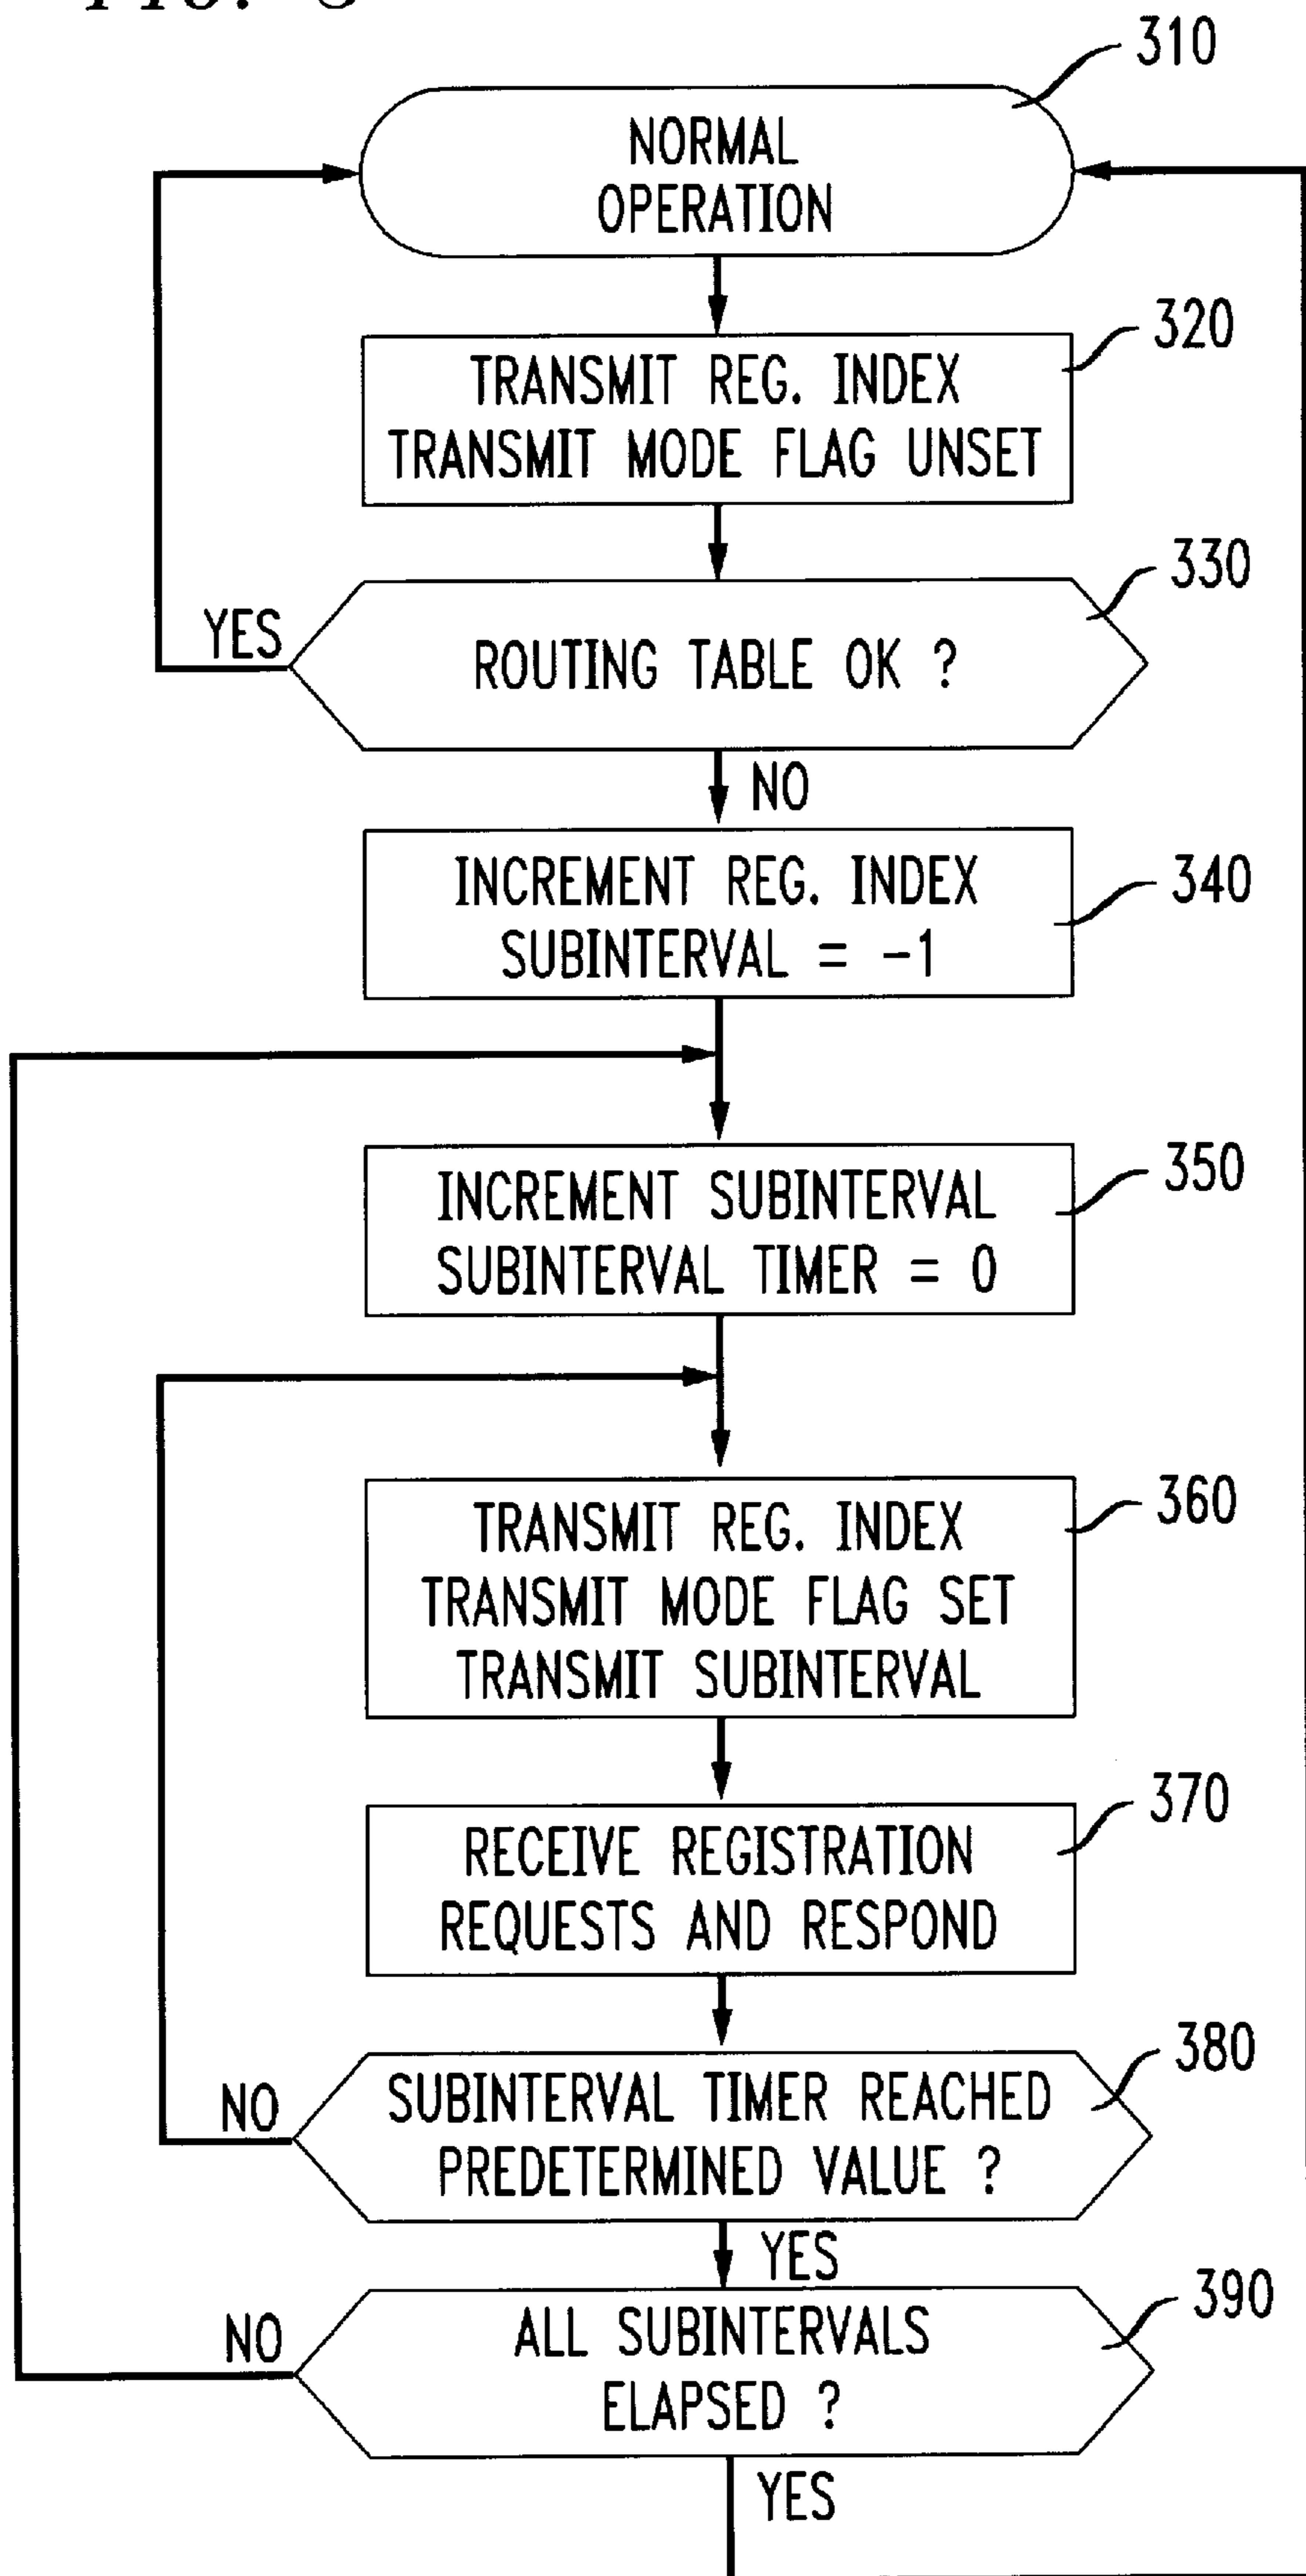 310
NORMAL
OPERATION
320
TRANSMIT REG. INDEX
TRANSMIT MODE FLAG UNSET
330
YES
ROUTING TABLE OK ?
NO
340
INCREMENT REG. INDEX
SUBINTERVAL = -1
350
INCREMENT SUBINTERVAL
SUBINTERVAL TIMER = 0
360
TRANSMIT REG. INDEX
TRANSMIT MODE FLAG SET
TRANSMIT SUBINTERVAL
370
RECEIVE REGISTRATION
REQUESTS AND RESPOND
380
NO
SUBINTERVAL TIMER REACHED
PREDETERMINED VALUE ?
YES
390
NO
ALL SUBINTERVALS
ELAPSED ?
YES